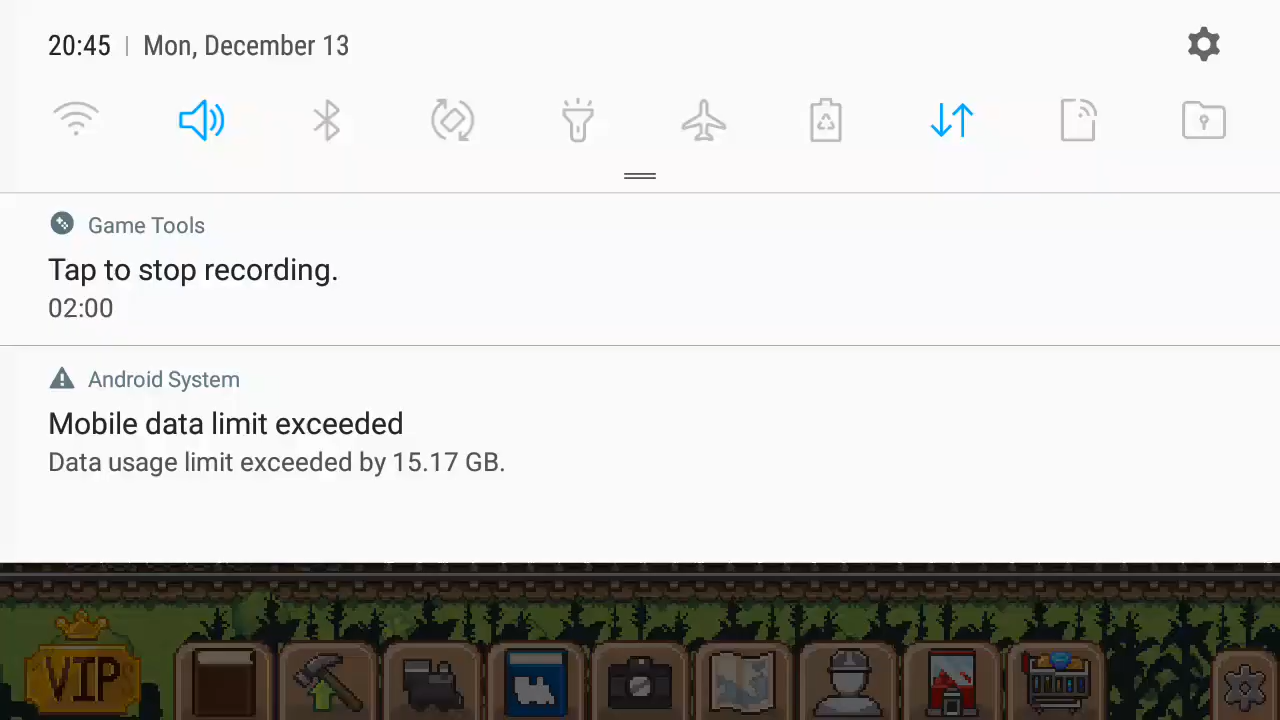 20:45 | Mon, December 13
Game Tools
Tap to stop recording.
02:00
Android System
Mobile data limit exceeded
Data usage limit exceeded by 15.17 GB.
VIP